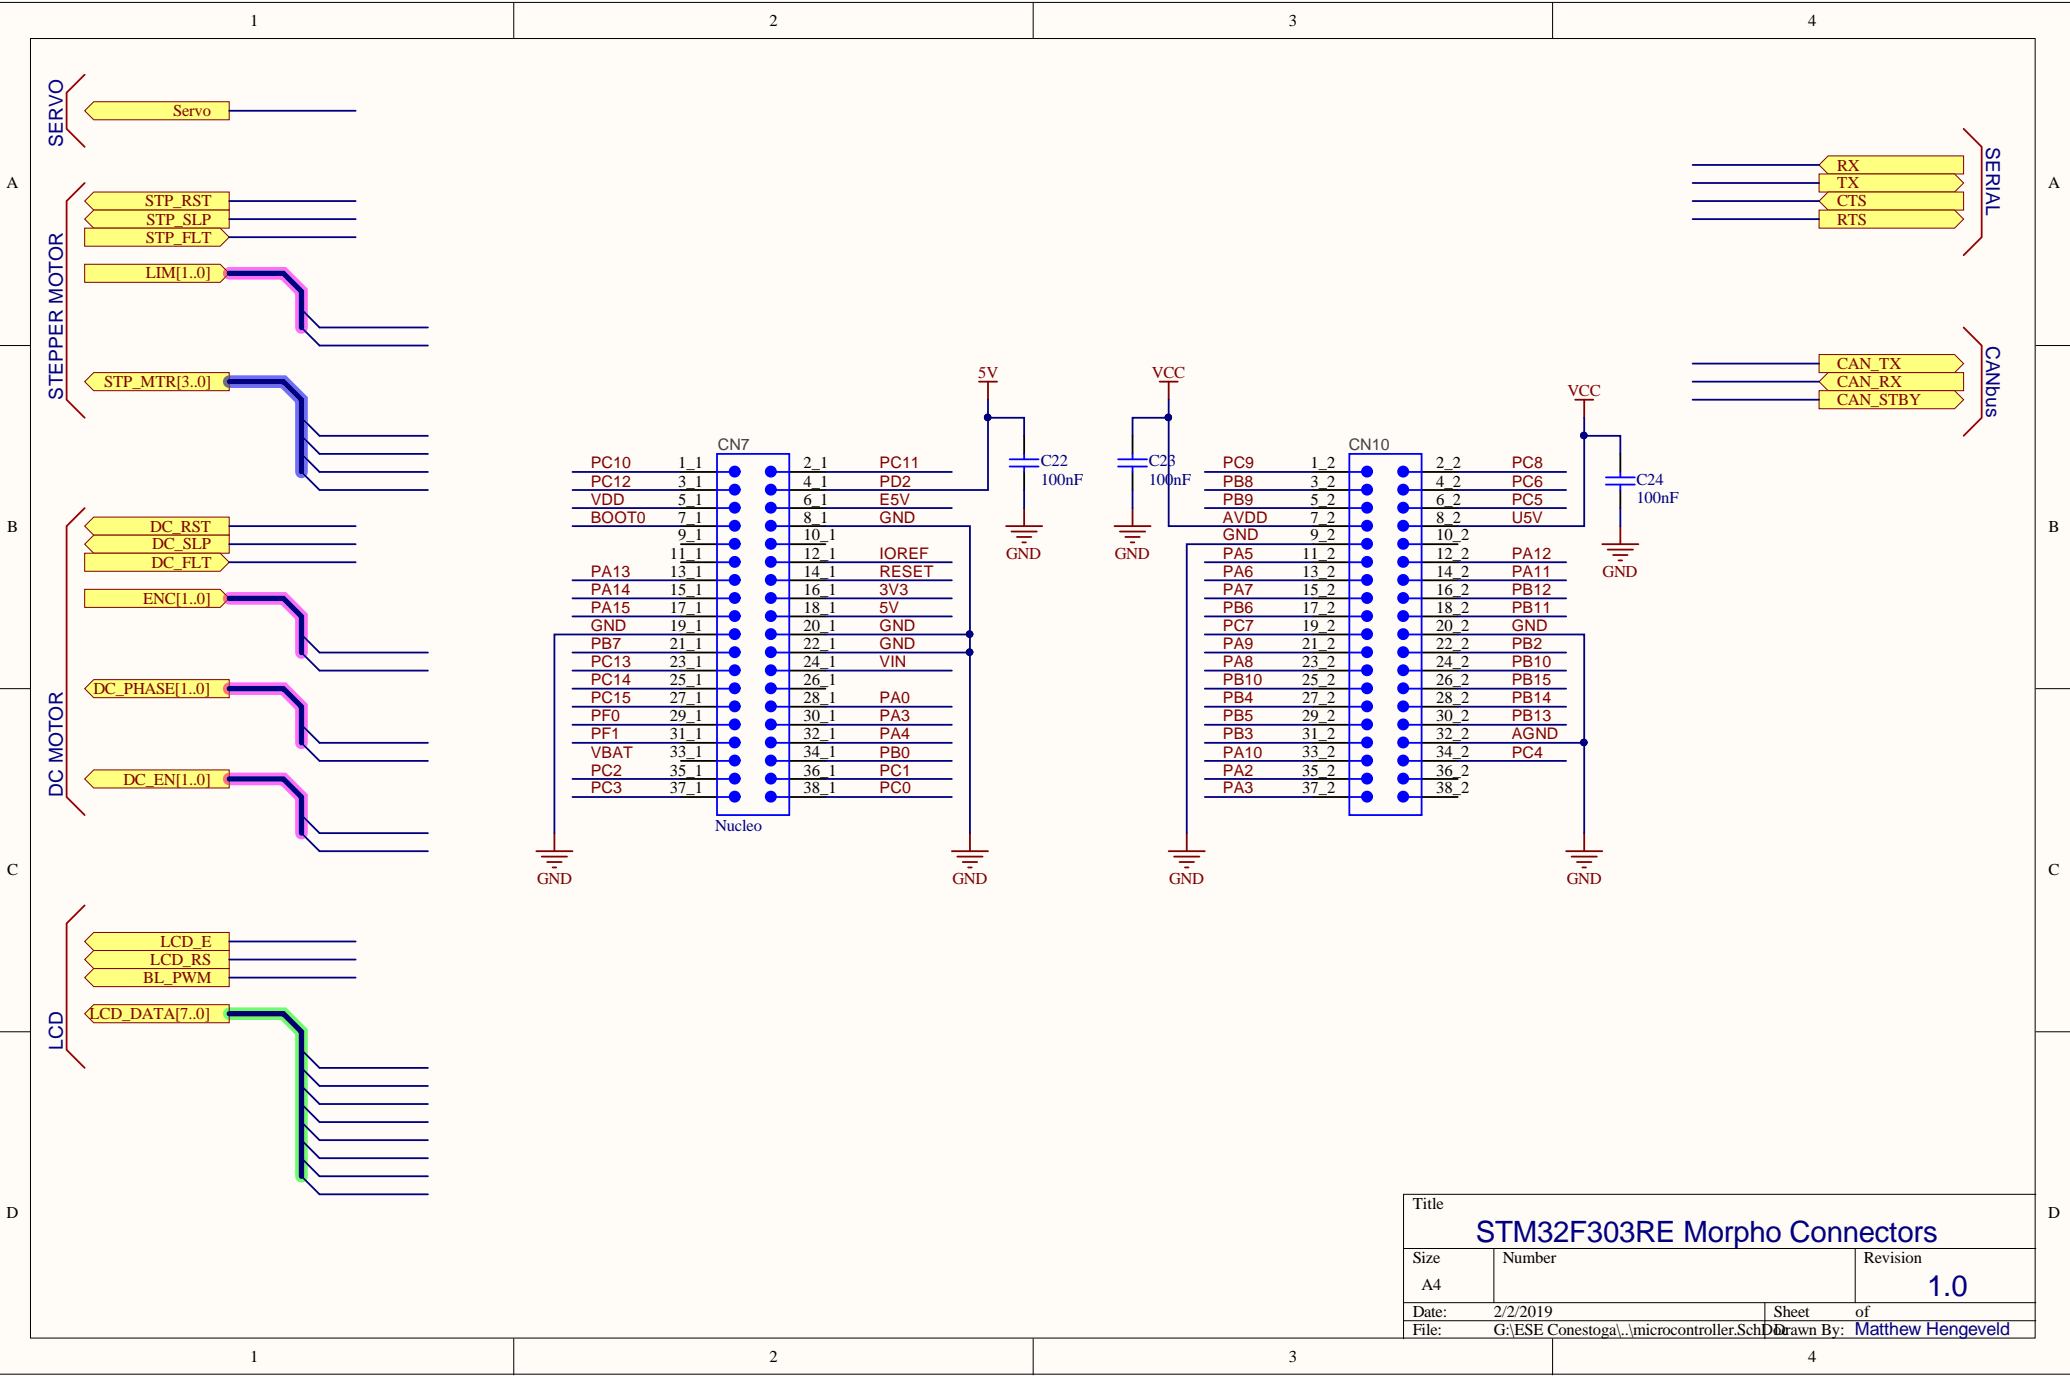 1 2 3 4
A
B
C
D
A
B
C
D
SERVO
Servo
STEPPER MOTOR
STP_RST
STP_SLP
STP_FLT
LIM[1..0]
STP_MTR[3..0]
DC MOTOR
DC_RST
DC_SLP
DC_FLT
ENC[1..0]
DC_PHASE[1..0]
DC_EN[1..0]
LCD
LCD_E
LCD_RS
BL_PWM
LCD_DATA[7..0]
5V
C22
100nF
GND
CN7
PC10 1_1 2_1 PC11
PC12 3_1 4_1 PD2
VDD 5_1 6_1 E5V
BOOT0 7_1 8_1 GND
9_1 10_1
11_1 12_1 IOREF
PA13 13_1 14_1 RESET
PA14 15_1 16_1 3V3
PA15 17_1 18_1 5V
GND 19_1 20_1 GND
PB7 21_1 22_1 GND
PC13 23_1 24_1 VIN
PC14 25_1 26_1
PC15 27_1 28_1 PA0
PF0 29_1 30_1 PA3
PF1 31_1 32_1 PA4
VBAT 33_1 34_1 PB0
PC2 35_1 36_1 PC1
PC3 37_1 38_1 PC0
Nucleo
GND
GND
VCC
C23
100nF
GND
VCC
C24
100nF
GND
CN10
PC9 1_2 2_2 PC8
PB8 3_2 4_2 PC6
PB9 5_2 6_2 PC5
AVDD 7_2 8_2 U5V
GND 9_2 10_2
PA5 11_2 12_2 PA12
PA6 13_2 14_2 PA11
PA7 15_2 16_2 PB12
PB6 17_2 18_2 PB11
PC7 19_2 20_2 GND
PA9 21_2 22_2 PB2
PA8 23_2 24_2 PB10
PB10 25_2 26_2 PB15
PB4 27_2 28_2 PB14
PB5 29_2 30_2 PB13
PB3 31_2 32_2 AGND
PA10 33_2 34_2 PC4
PA2 35_2 36_2
PA3 37_2 38_2
GND
GND
SERIAL
RX
TX
CTS
RTS
CANbus
CAN_TX
CAN_RX
CAN_STBY
Title
STM32F303RE Morpho Connectors
Size Number Revision
A4 1.0
Date: 2/2/2019 Sheet of
File: G:\ESE Conestoga\..\microcontroller.SchDoc Drawn By: Matthew Hengeveld
1 2 3 4